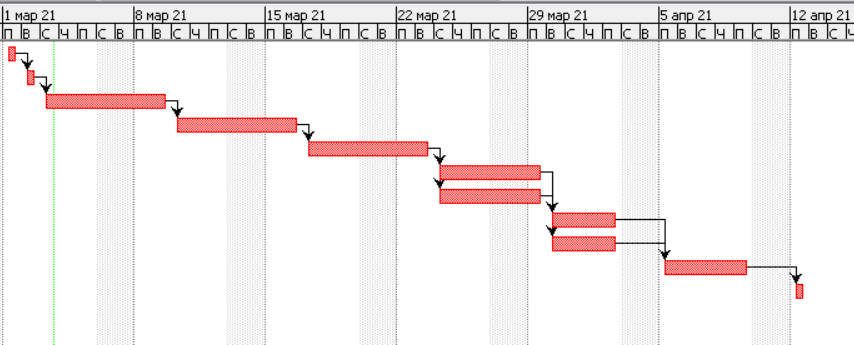 1 мар 21 8 мар 21 15 мар 21 22 мар 21 29 мар 21 5 апр 21 12 апр 21
П В С Ч П С В П В С Ч П С В П В С Ч П С В П В С Ч П С В П В С Ч П С В П В С Ч П С В П В С Ч